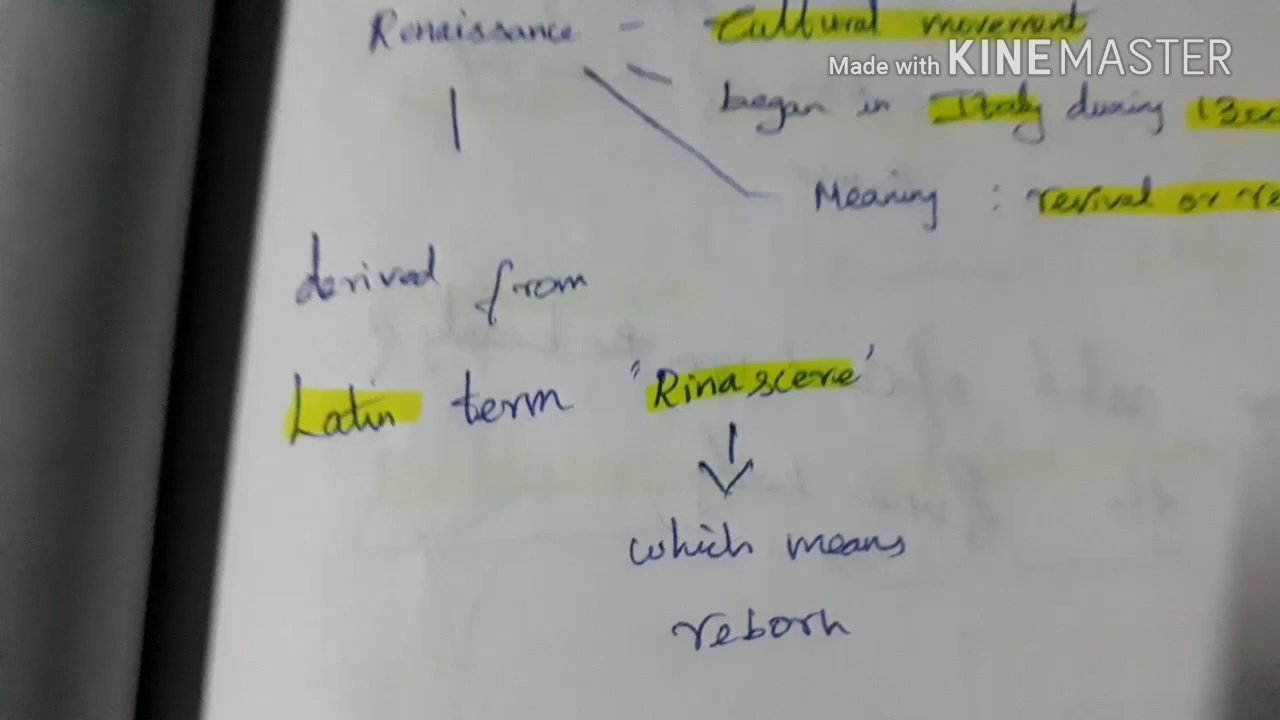 Renaissance - Cultural movement
Made with KINEMASTER
- began in Italy during
Meaning : revival or
derived from
Latin term 'Rinascere'
which means
reborn